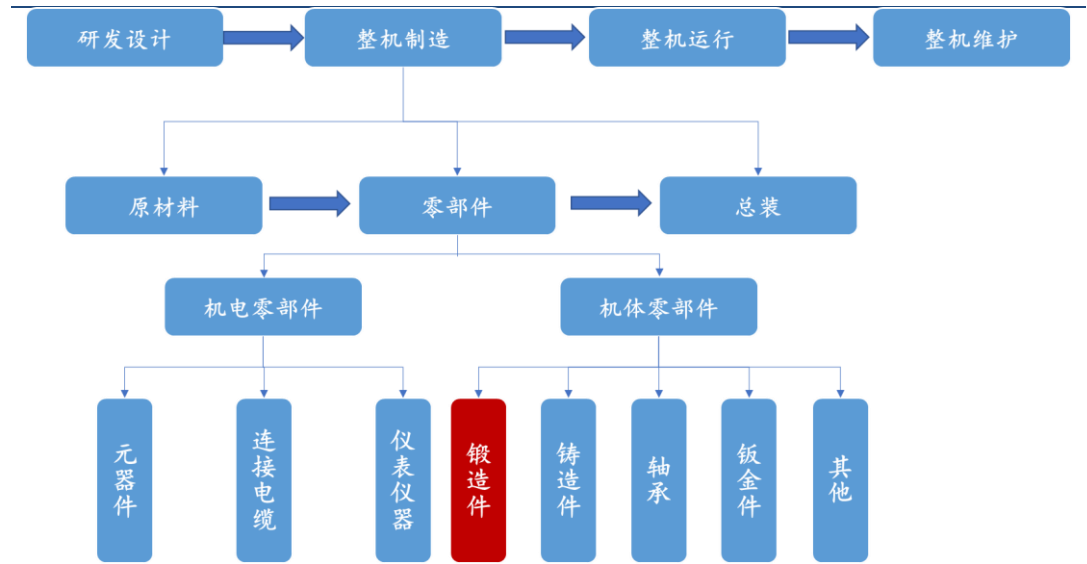 研发设计
整机制造
整机运行
整机维护
原材料
零部件
总装
机电零部件
机体零部件
元器件
连接电缆
仪表仪器
锻造件
铸造件
轴承
钣金件
其他